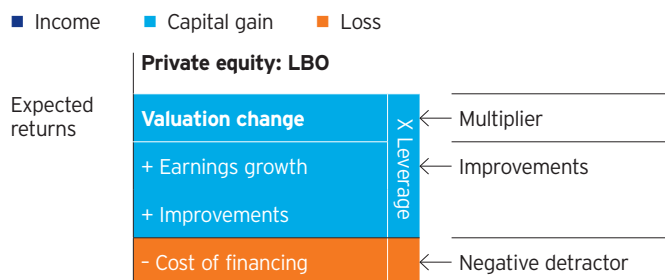 Income Capital gain Loss
Private equity: LBO
Expected
returns
Valuation change
X Leverage
Multiplier
+ Earnings growth
Improvements
+ Improvements
- Cost of financing
Negative detractor